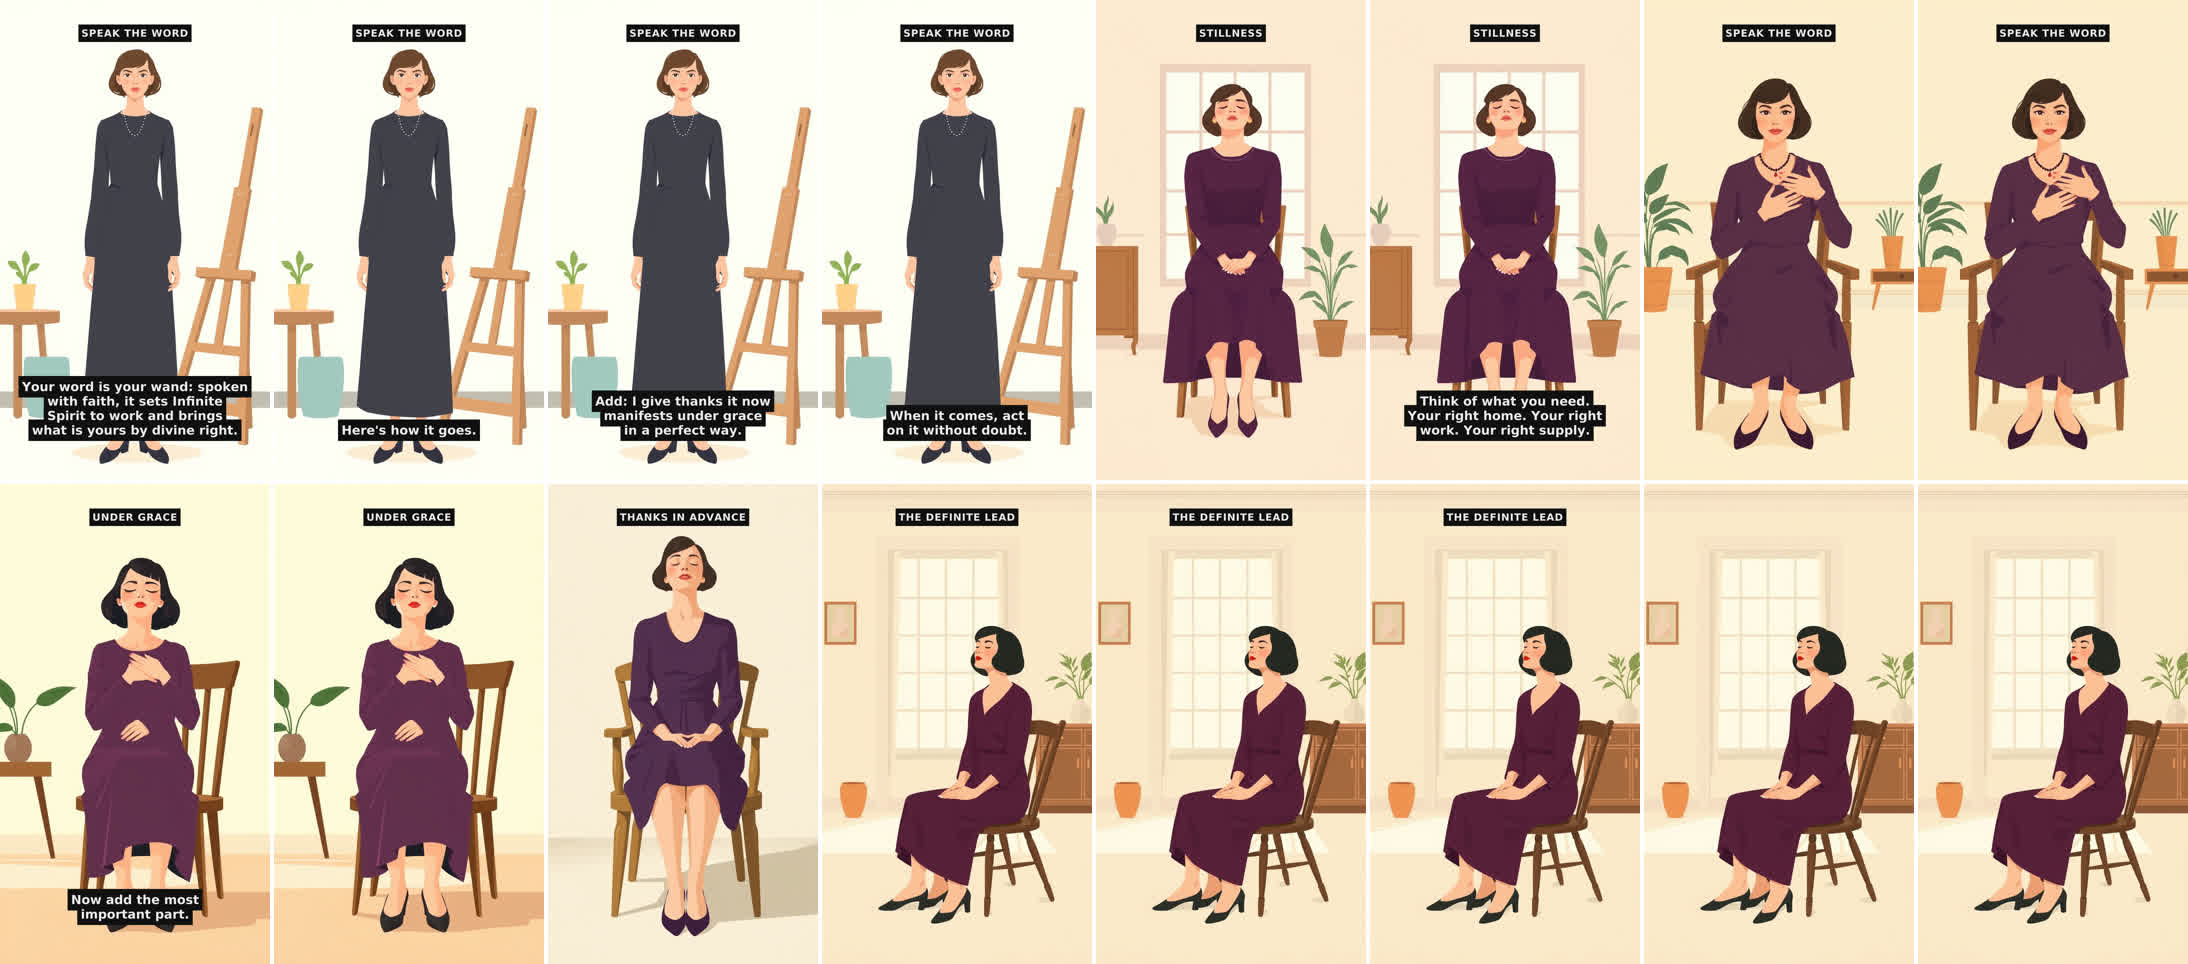 SPEAK THE WORD
Your word is your wand: spoken
with faith, it sets Infinite
Spirit to work and brings
what is yours by divine right.
SPEAK THE WORD
Here's how it goes.
SPEAK THE WORD
Add: I give thanks it now
manifests under grace
in a perfect way.
SPEAK THE WORD
When it comes, act
on it without doubt.
STILLNESS
STILLNESS
Think of what you need.
Your right home. Your right
work. Your right supply.
SPEAK THE WORD
SPEAK THE WORD
UNDER GRACE
Now add the most
important part.
UNDER GRACE
THANKS IN ADVANCE
THE DEFINITE LEAD
THE DEFINITE LEAD
THE DEFINITE LEAD